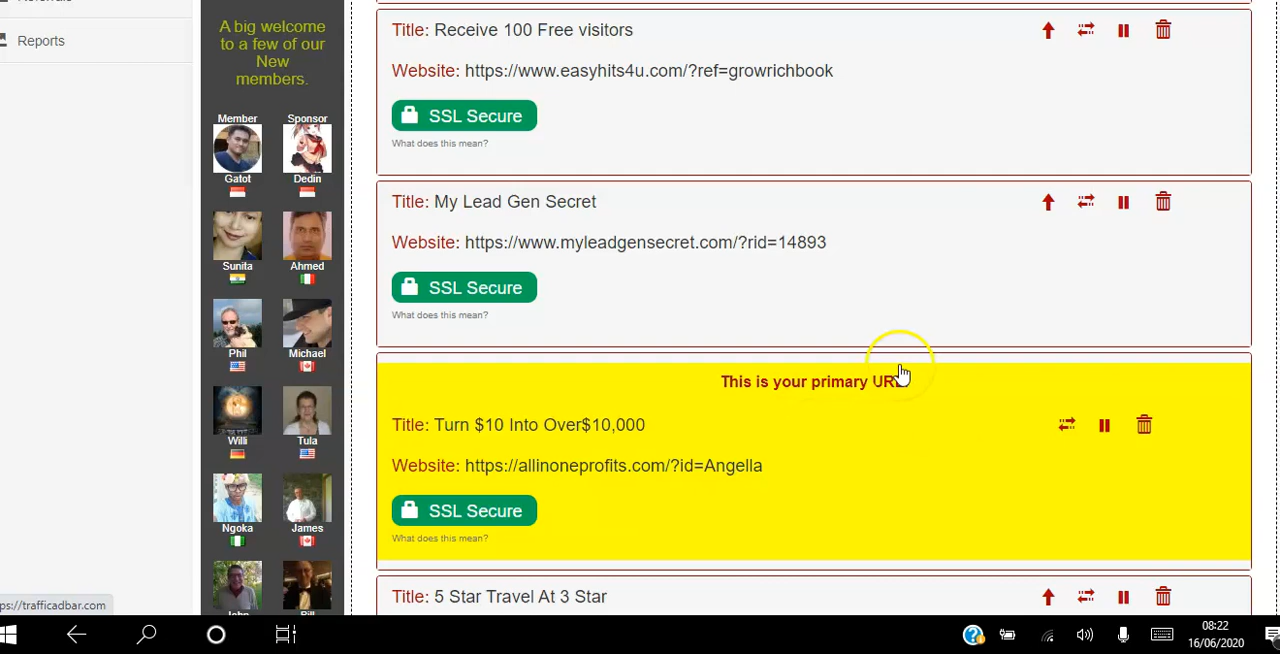 Reports
A big welcome
to a few of our
New
members.
Member Sponsor
Gatot Dedin
Sunita Ahmed
Phil Michael
Willi Tula
Ngoka James
Title: Receive 100 Free visitors
Website: https://www.easyhits4u.com/?ref=growrichbook
SSL Secure
What does this mean?
Title: My Lead Gen Secret
Website: https://www.myleadgensecret.com/?rid=14893
SSL Secure
What does this mean?
This is your primary URL
Title: Turn $10 Into Over$10,000
Website: https://allinoneprofits.com/?id=Angella
SSL Secure
What does this mean?
Title: 5 Star Travel At 3 Star
ps://trafficadbar.com
08:22
16/06/2020